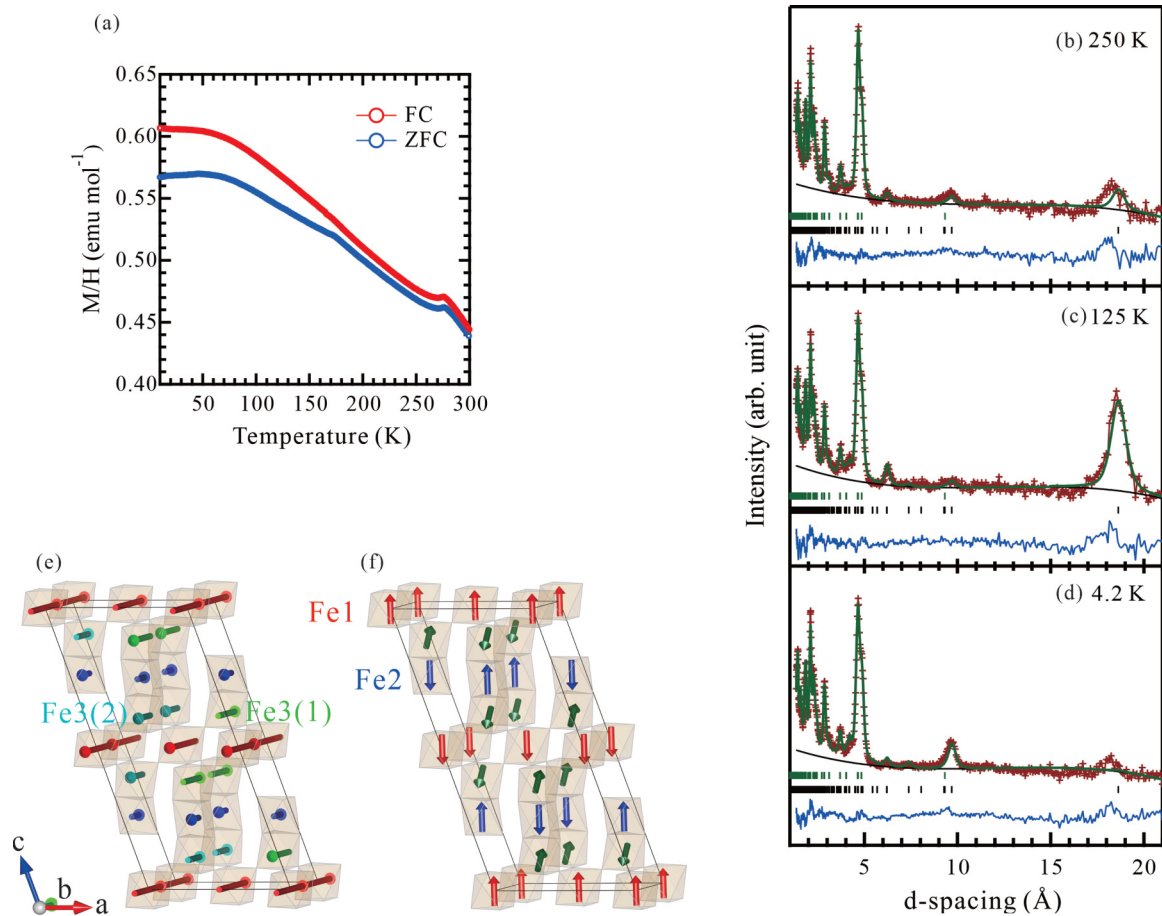 (a)
0.65
0.60
0.55
0.50
0.45
0.40
M/H (emu mol⁻¹)
FC
ZFC
50 100 150 200 250 300
Temperature (K)
(b) 250 K
(c) 125 K
(d) 4.2 K
Intensity (arb. unit)
5 10 15 20
d-spacing (Å)
(e)
Fe3(2)
Fe3(1)
c
b
a
(f)
Fe1
Fe2